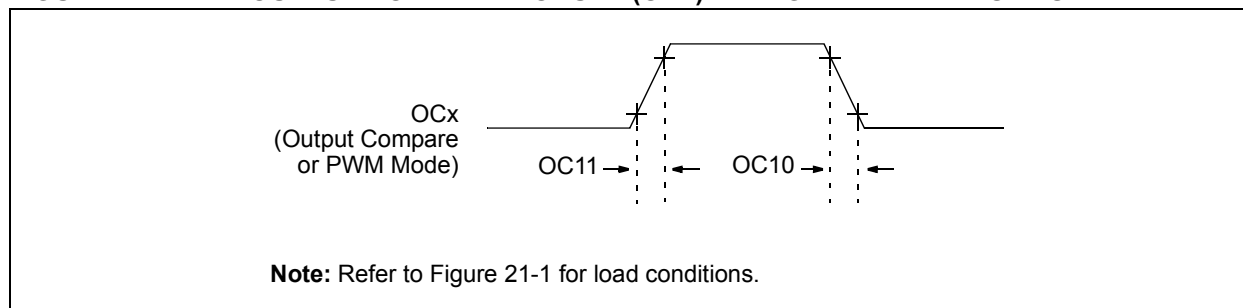 OCx
(Output Compare
or PWM Mode)
OC11
OC10
Note: Refer to Figure 21-1 for load conditions.